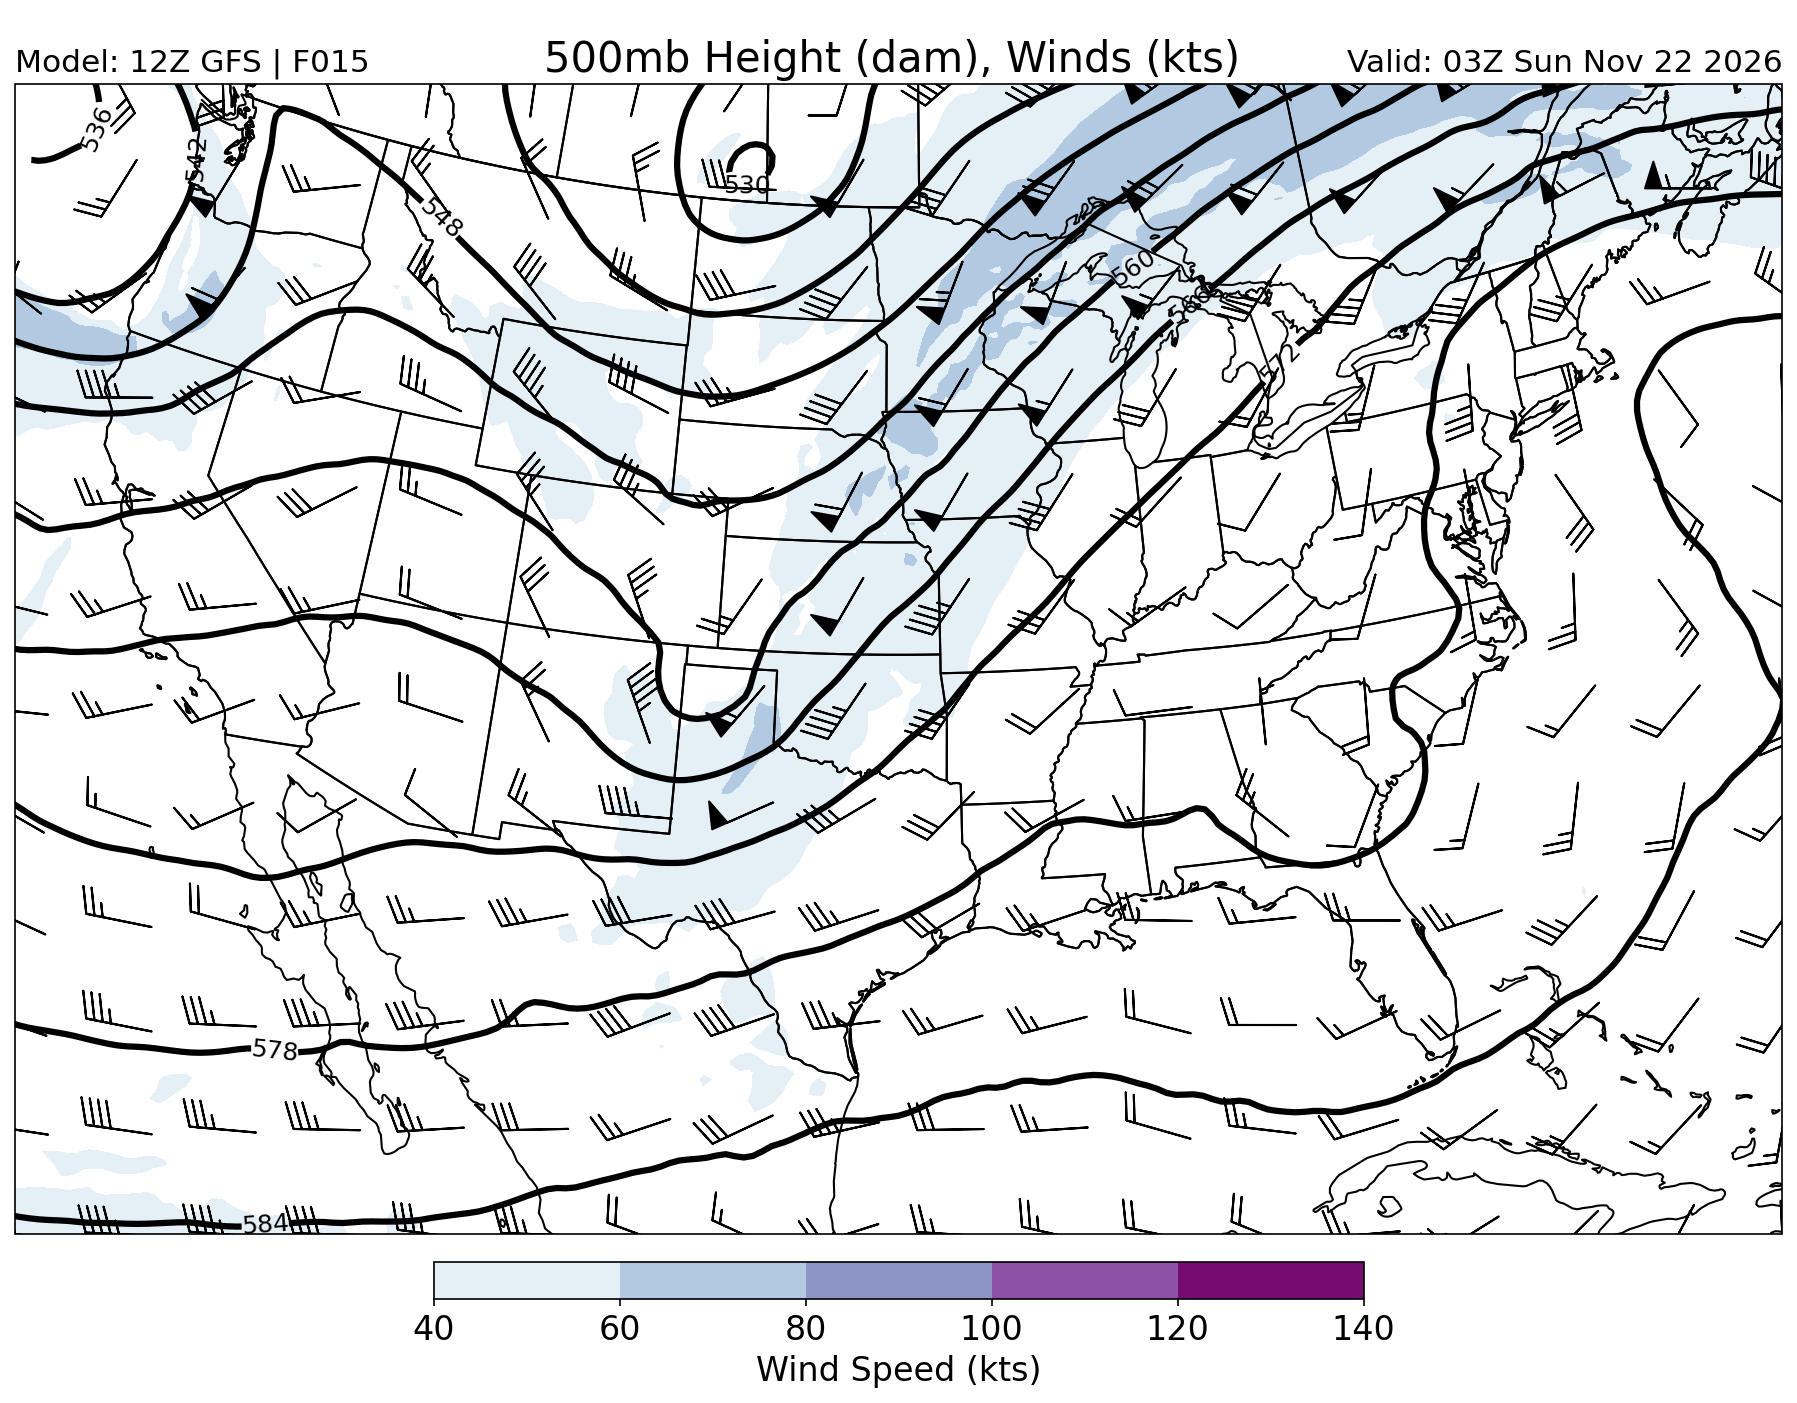 Model: 12Z GFS | F015
500mb Height (dam), Winds (kts)
Valid: 03Z Sun Nov 22 2026
536
542
530
548
560
578
584
40 60 80 100 120 140
Wind Speed (kts)